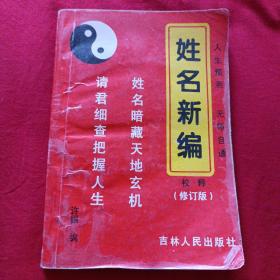 人生预测 无师自通
姓名新编
校释
(修订版)
姓名暗藏天地玄机
请君细查把握人生
编
吉林人民出版社